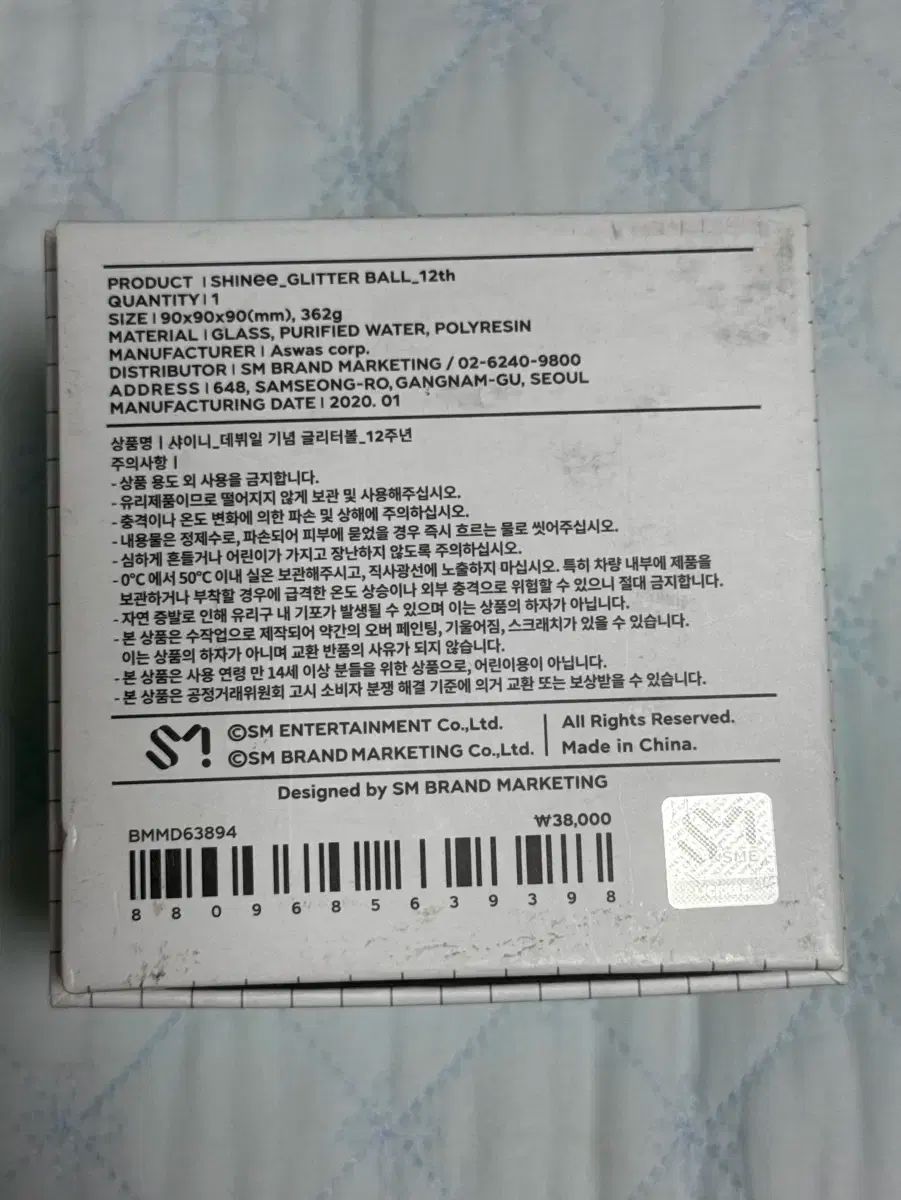 PRODUCT | SHINee_GLITTER BALL_12th
QUANTITY | 1
SIZE | 90x90x90(mm), 362g
MATERIAL | GLASS, PURIFIED WATER, POLYRESIN
MANUFACTURER | Aswas corp.
DISTRIBUTOR | SM BRAND MARKETING / 02-6240-9800
ADDRESS | 648, SAMSEONG-RO, GANGNAM-GU, SEOUL
MANUFACTURING DATE | 2020. 01
상품명 | 샤이니_데뷔일 기념 글리터볼_12주년
주의사항 |
- 상품 용도 외 사용을 금지합니다.
- 유리제품이므로 떨어지지 않게 보관 및 사용해주십시오.
- 충격이나 온도 변화에 의한 파손 및 상해에 주의하십시오.
- 내용물은 정제수로, 파손되어 피부에 묻었을 경우 즉시 흐르는 물로 씻어주십시오.
- 심하게 흔들거나 어린이가 가지고 장난하지 않도록 주의하십시오.
- 0℃ 에서 50℃ 이내 실온 보관해주시고, 직사광선에 노출하지 마십시오. 특히 차량 내부에 제품을
보관하거나 부착할 경우에 급격한 온도 상승이나 외부 충격으로 위험할 수 있으니 절대 금지합니다.
- 자연 증발로 인해 유리구 내 기포가 발생될 수 있으며 이는 상품의 하자가 아닙니다.
- 본 상품은 수작업으로 제작되어 약간의 오버 페인팅, 기울어짐, 스크래치가 있을 수 있습니다.
이는 상품의 하자가 아니며 교환 반품의 사유가 되지 않습니다.
- 본 상품은 사용 연령 만 14세 이상 분들을 위한 상품으로, 어린이용이 아닙니다.
- 본 상품은 공정거래위원회 고시 소비자 분쟁 해결 기준에 의거 교환 또는 보상받을 수 있습니다.
SM!
©SM ENTERTAINMENT Co.,Ltd.
©SM BRAND MARKETING Co.,Ltd.
All Rights Reserved.
Made in China.
Designed by SM BRAND MARKETING
BMMD63894
₩38,000
8809685639398
SM
SME